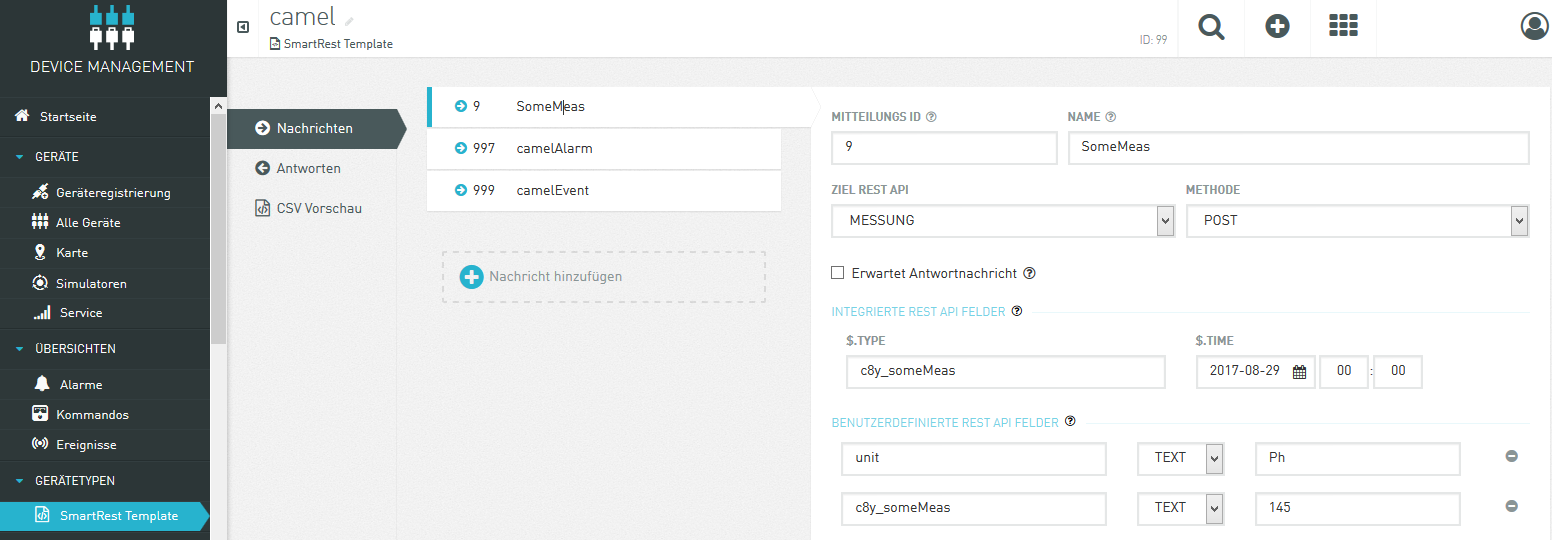 DEVICE MANAGEMENT
Startseite
GERÄTE
Geräteregistrierung
Alle Geräte
Karte
Simulatoren
Service
ÜBERSICHTEN
Alarme
Kommandos
Ereignisse
GERÄTETYPEN
SmartRest Template
camel
SmartRest Template
ID: 99
Nachrichten
Antworten
CSV Vorschau
9 SomeMeas
997 camelAlarm
999 camelEvent
Nachricht hinzufügen
MITTEILUNGS ID NAME
9 SomeMeas
ZIEL REST API METHODE
MESSUNG POST
Erwartet Antwortnachricht
INTEGRIERTE REST API FELDER
$.TYPE $.TIME
c8y_someMeas 2017-08-29 00 : 00
BENUTZERDEFINIERTE REST API FELDER
unit TEXT Ph
c8y_someMeas TEXT 145